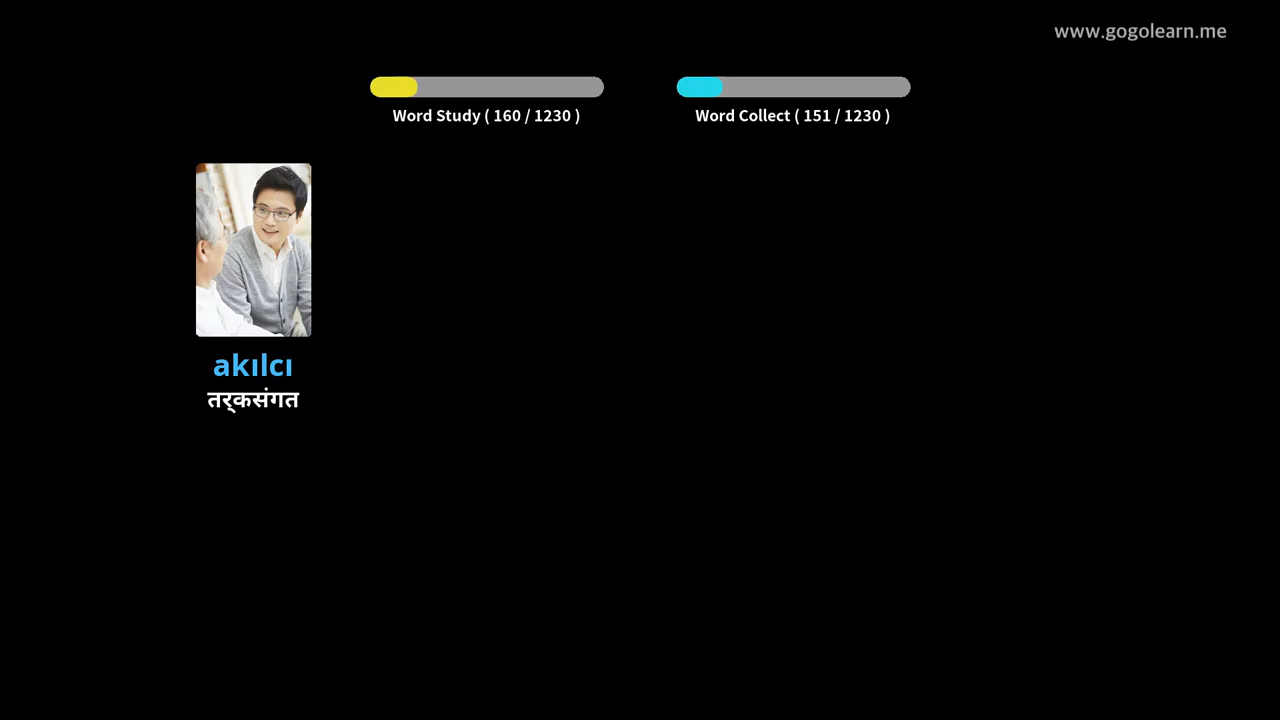 www.gogolearn.me
Word Study ( 160 / 1230 )
Word Collect ( 151 / 1230 )
akılcı
तर्कसंगत